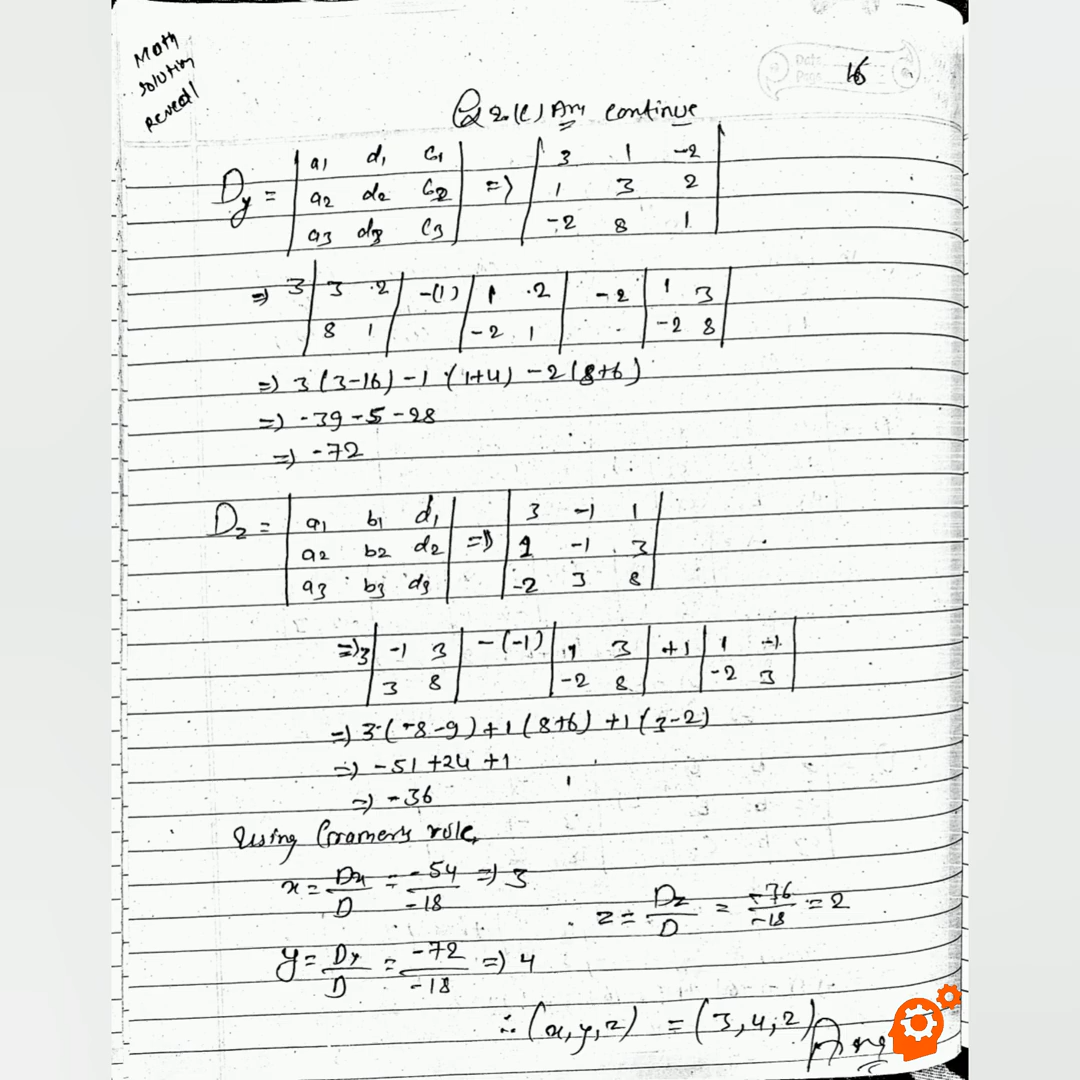 Math
solution
reveal!
Date
Page
16
Q 2.(c) Ans continue
Dy = | a1 d1 c1 | => | 3 1 -2 |
| a2 d2 c2 | | 1 3 2 |
| a3 d3 c3 | | -2 8 1 |
=> 3 | 3 2 | -(1) | 1 2 | -2 | 1 3 |
| 8 1 | | -2 1 | | -2 8 |
=> 3(3-16) -1 (1+4) -2(8+6)
=> -39-5-28
=> -72
Dz = | a1 b1 d1 | => | 3 -1 1 |
| a2 b2 d2 | | 1 -1 3 |
| a3 b3 d3 | | -2 3 8 |
=> 3 | -1 3 | -(-1) | 1 3 | +1 | 1 -1 |
| 3 8 | | -2 8 | | -2 3 |
=> 3(-8-9)+1(8+6)+1(3-2)
=> -51+24+1
=> -36
Using Cramer's rule,
x = Dx/D = -54/-18 => 3
z = Dz/D = -36/-18 = 2
y = Dy/D = -72/-18 => 4
∴ (x,y,z) = (3,4,2) Ans